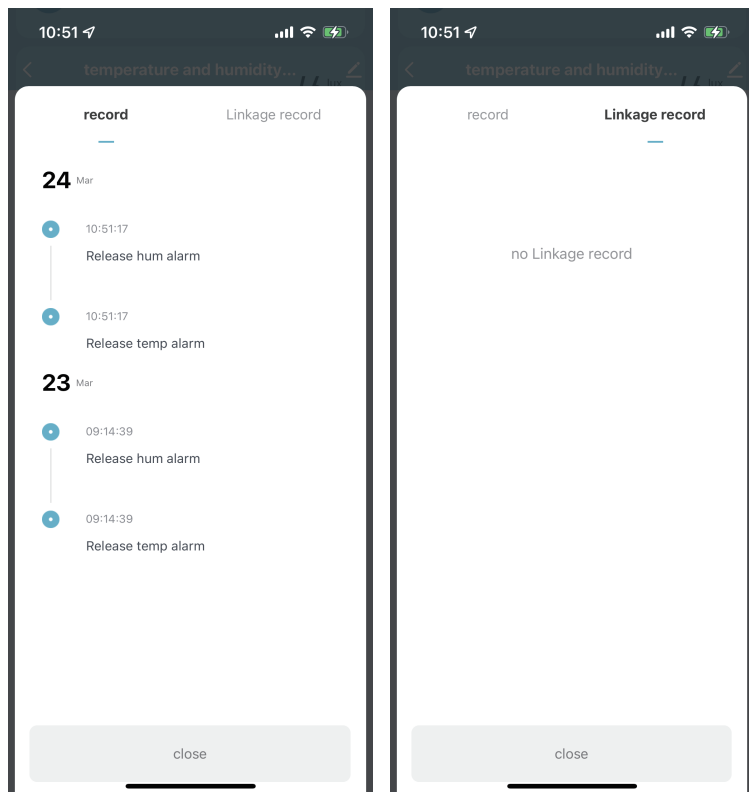 10:51
temperature and humidity...
lux
record Linkage record
24 Mar
10:51:17
Release hum alarm
10:51:17
Release temp alarm
23 Mar
09:14:39
Release hum alarm
09:14:39
Release temp alarm
close
10:51
temperature and humidity...
lux
record Linkage record
no Linkage record
close